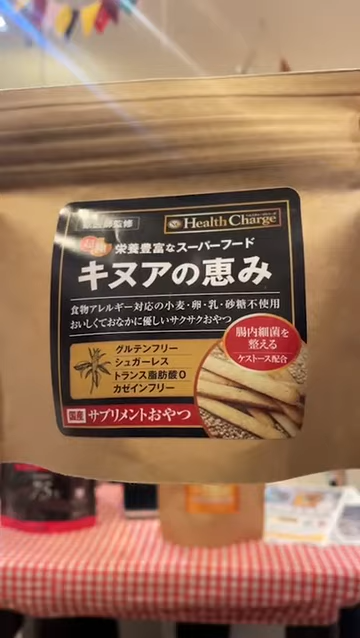 監修
Health Charge
栄養豊富なスーパーフード
キヌアの恵み
食物アレルギー対応の小麦・卵・乳・砂糖不使用
おいしくておなかに優しいサクサクおやつ
腸内細菌を
整える
ケストース配合
グルテンフリー
シュガーレス
トランス脂肪酸0
カゼインフリー
国産 サプリメントおやつ